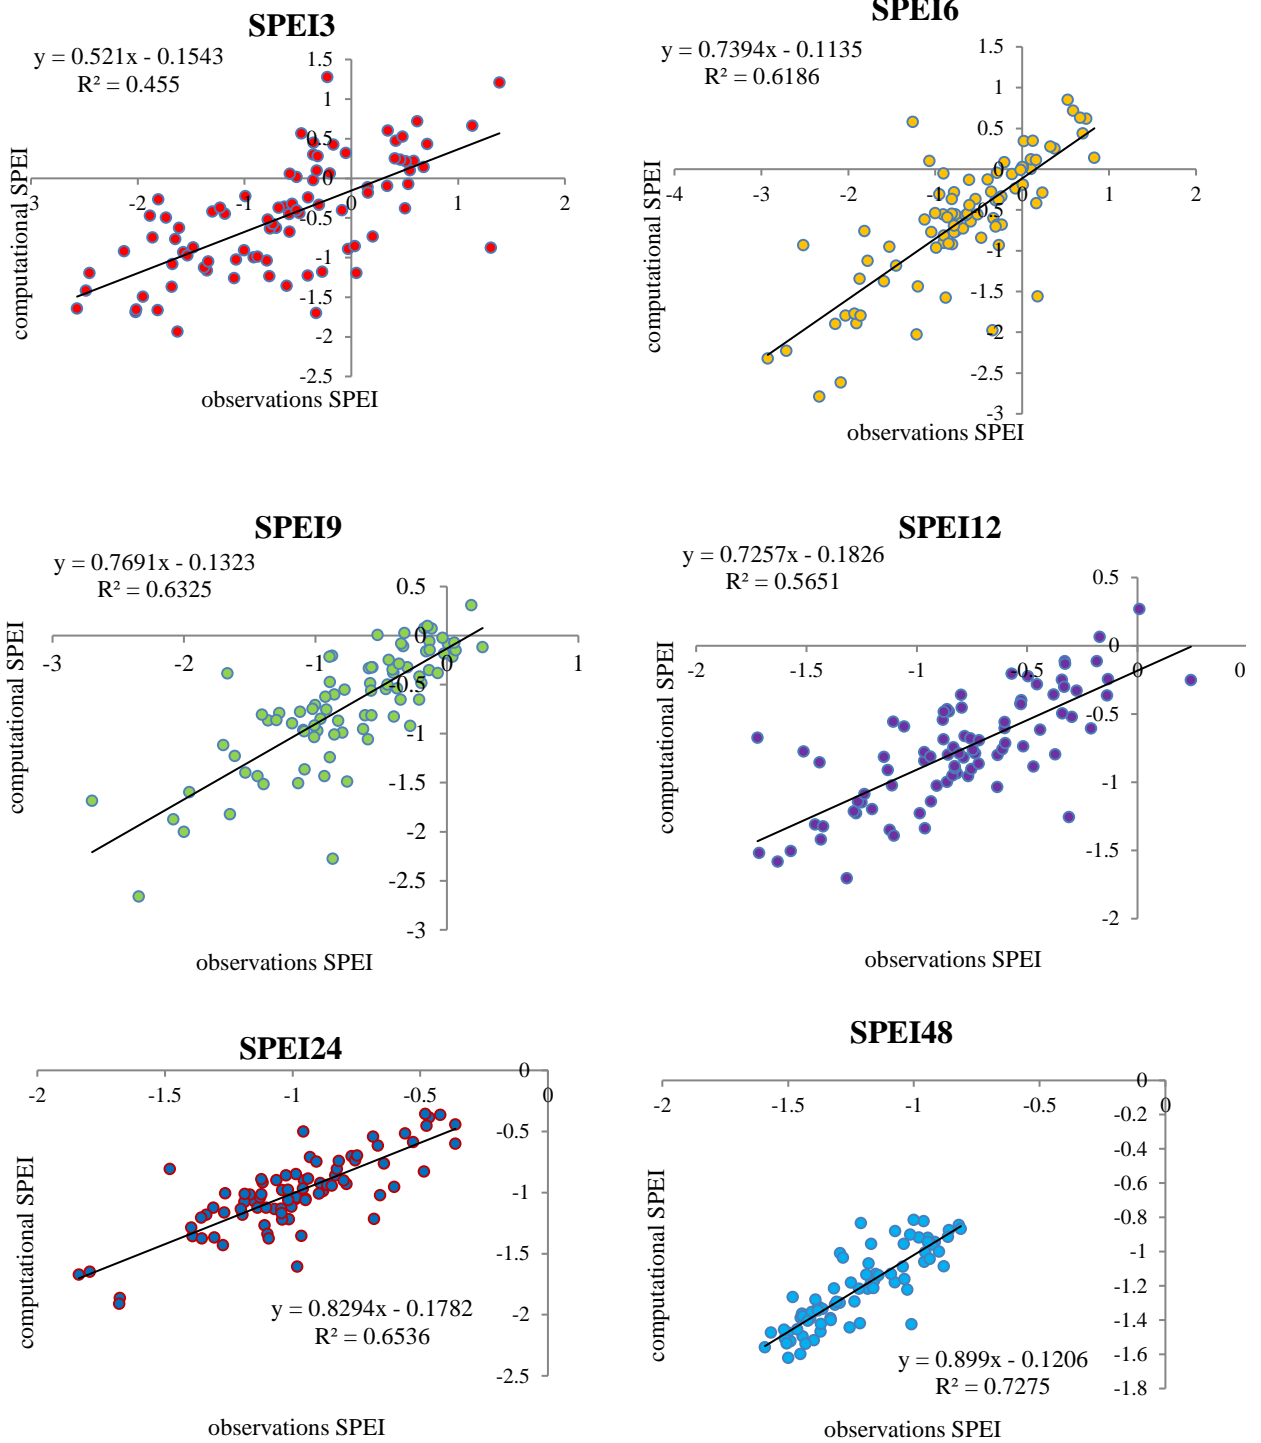 SPEI3
y = 0.521x - 0.1543
R² = 0.455
1.5
1
0.5
0
-0.5
-1
-1.5
-2
-2.5
-3
-2
-1
0
1
2
computational SPEI
observations SPEI
SPEI6
y = 0.7394x - 0.1135
R² = 0.6186
1.5
1
0.5
0
-0.5
-1
-1.5
-2
-2.5
-3
-4
-3
-2
-1
0
1
2
computational SPEI
observations SPEI
SPEI9
y = 0.7691x - 0.1323
R² = 0.6325
0.5
0
-0.5
-1
-1.5
-2
-2.5
-3
-3
-2
-1
0
1
computational SPEI
observations SPEI
SPEI12
y = 0.7257x - 0.1826
R² = 0.5651
0.5
0
-0.5
-1
-1.5
-2
-2
-1.5
-1
-0.5
0
0
computational SPEI
observations SPEI
SPEI24
0
-0.5
-1
-1.5
-2
-2.5
-2
-1.5
-1
-0.5
0
y = 0.8294x - 0.1782
R² = 0.6536
computational SPEI
observations SPEI
SPEI48
0
-0.2
-0.4
-0.6
-0.8
-1
-1.2
-1.4
-1.6
-1.8
-2
-1.5
-1
-0.5
0
y = 0.899x - 0.1206
R² = 0.7275
computational SPEI
observations SPEI